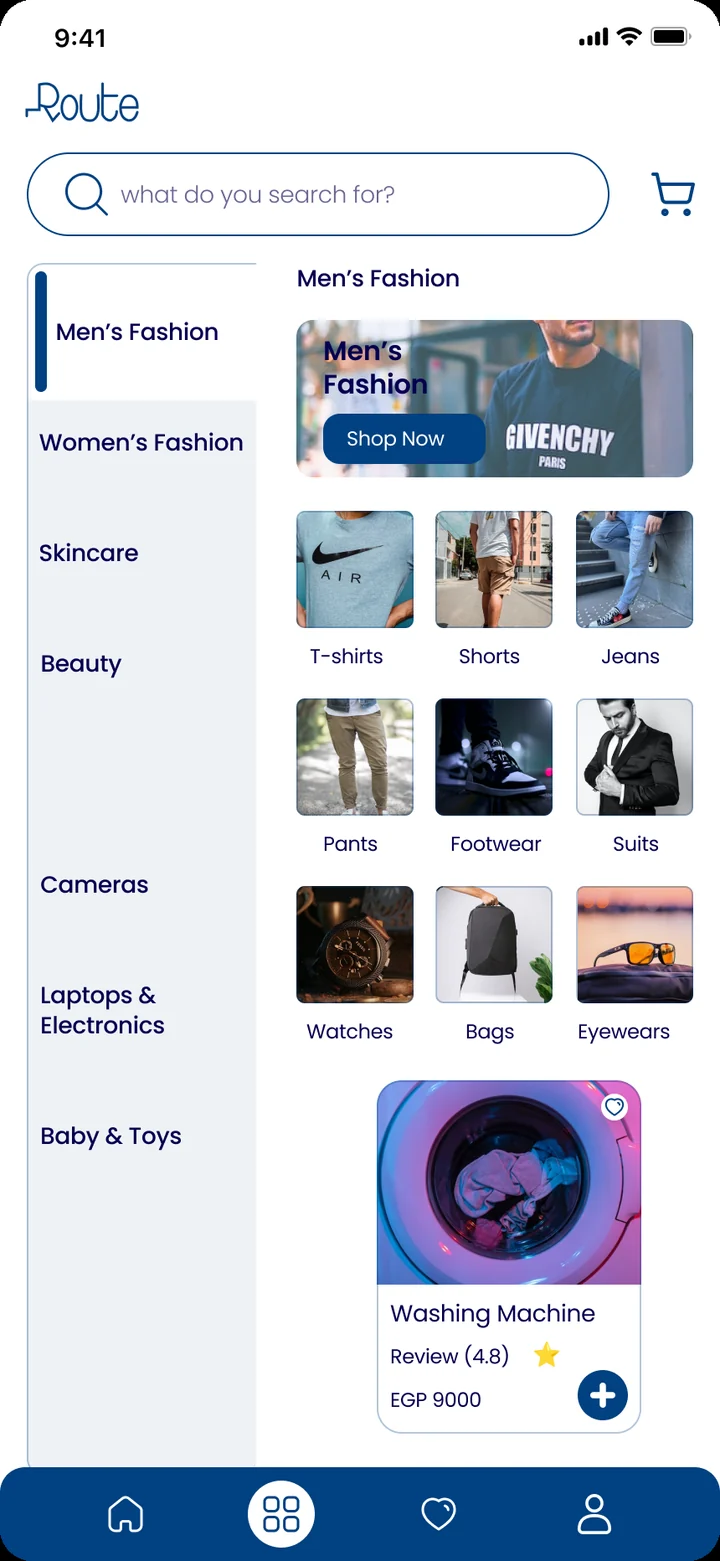 9:41
Route
what do you search for?
Men’s Fashion
Women’s Fashion
Skincare
Beauty
Cameras
Laptops &
Electronics
Baby & Toys
Men’s Fashion
Men’s
Fashion
Shop Now
GIVENCHY
PARIS
AIR
T-shirts
Shorts
Jeans
Pants
Footwear
Suits
Watches
Bags
Eyewears
Washing Machine
Review (4.8)
EGP 9000